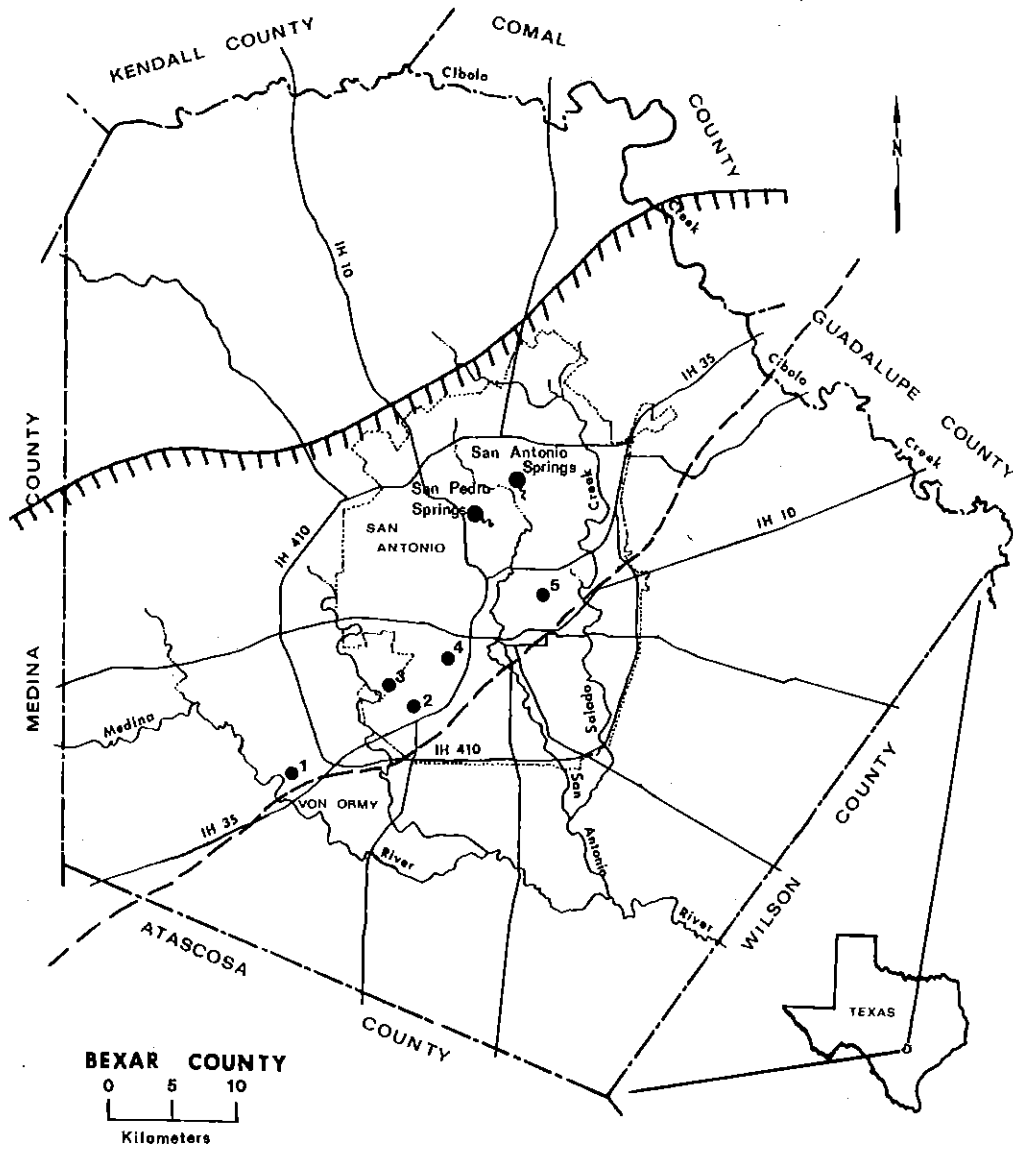 KENDALL COUNTY
COMAL
COUNTY
Cibolo
Creek
N
IH 10
GUADALUPE COUNTY
IH 35
Cibolo
Creek
COUNTY
MEDINA
San Antonio
Springs
San Pedro
Springs
Creek
SAN
ANTONIO
IH 410
IH 10
5
4
3
2
1
Medina
Salado
IH 410
San
Antonio
River
VON ORMY
IH 35
River
COUNTY
WILSON
ATASCOSA
COUNTY
TEXAS
BEXAR COUNTY
0 5 10
Kilometers